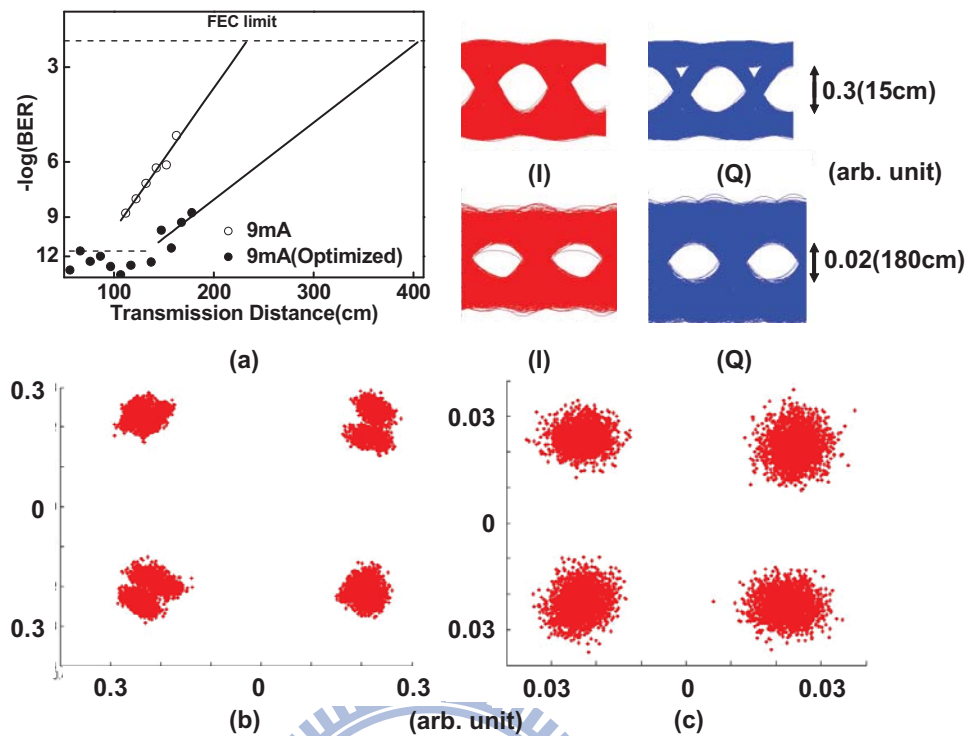 FEC limit
3
6
9
12
-log(BER)
9mA
9mA(Optimized)
100
200
300
400
Transmission Distance(cm)
(a)
(I)
(Q)
0.3(15cm)
(arb. unit)
0.02(180cm)
(I)
(Q)
0.3
0
0.3
0.3
0
0.3
(b)
(arb. unit)
0.03
0
0.03
0.03
0
0.03
(c)